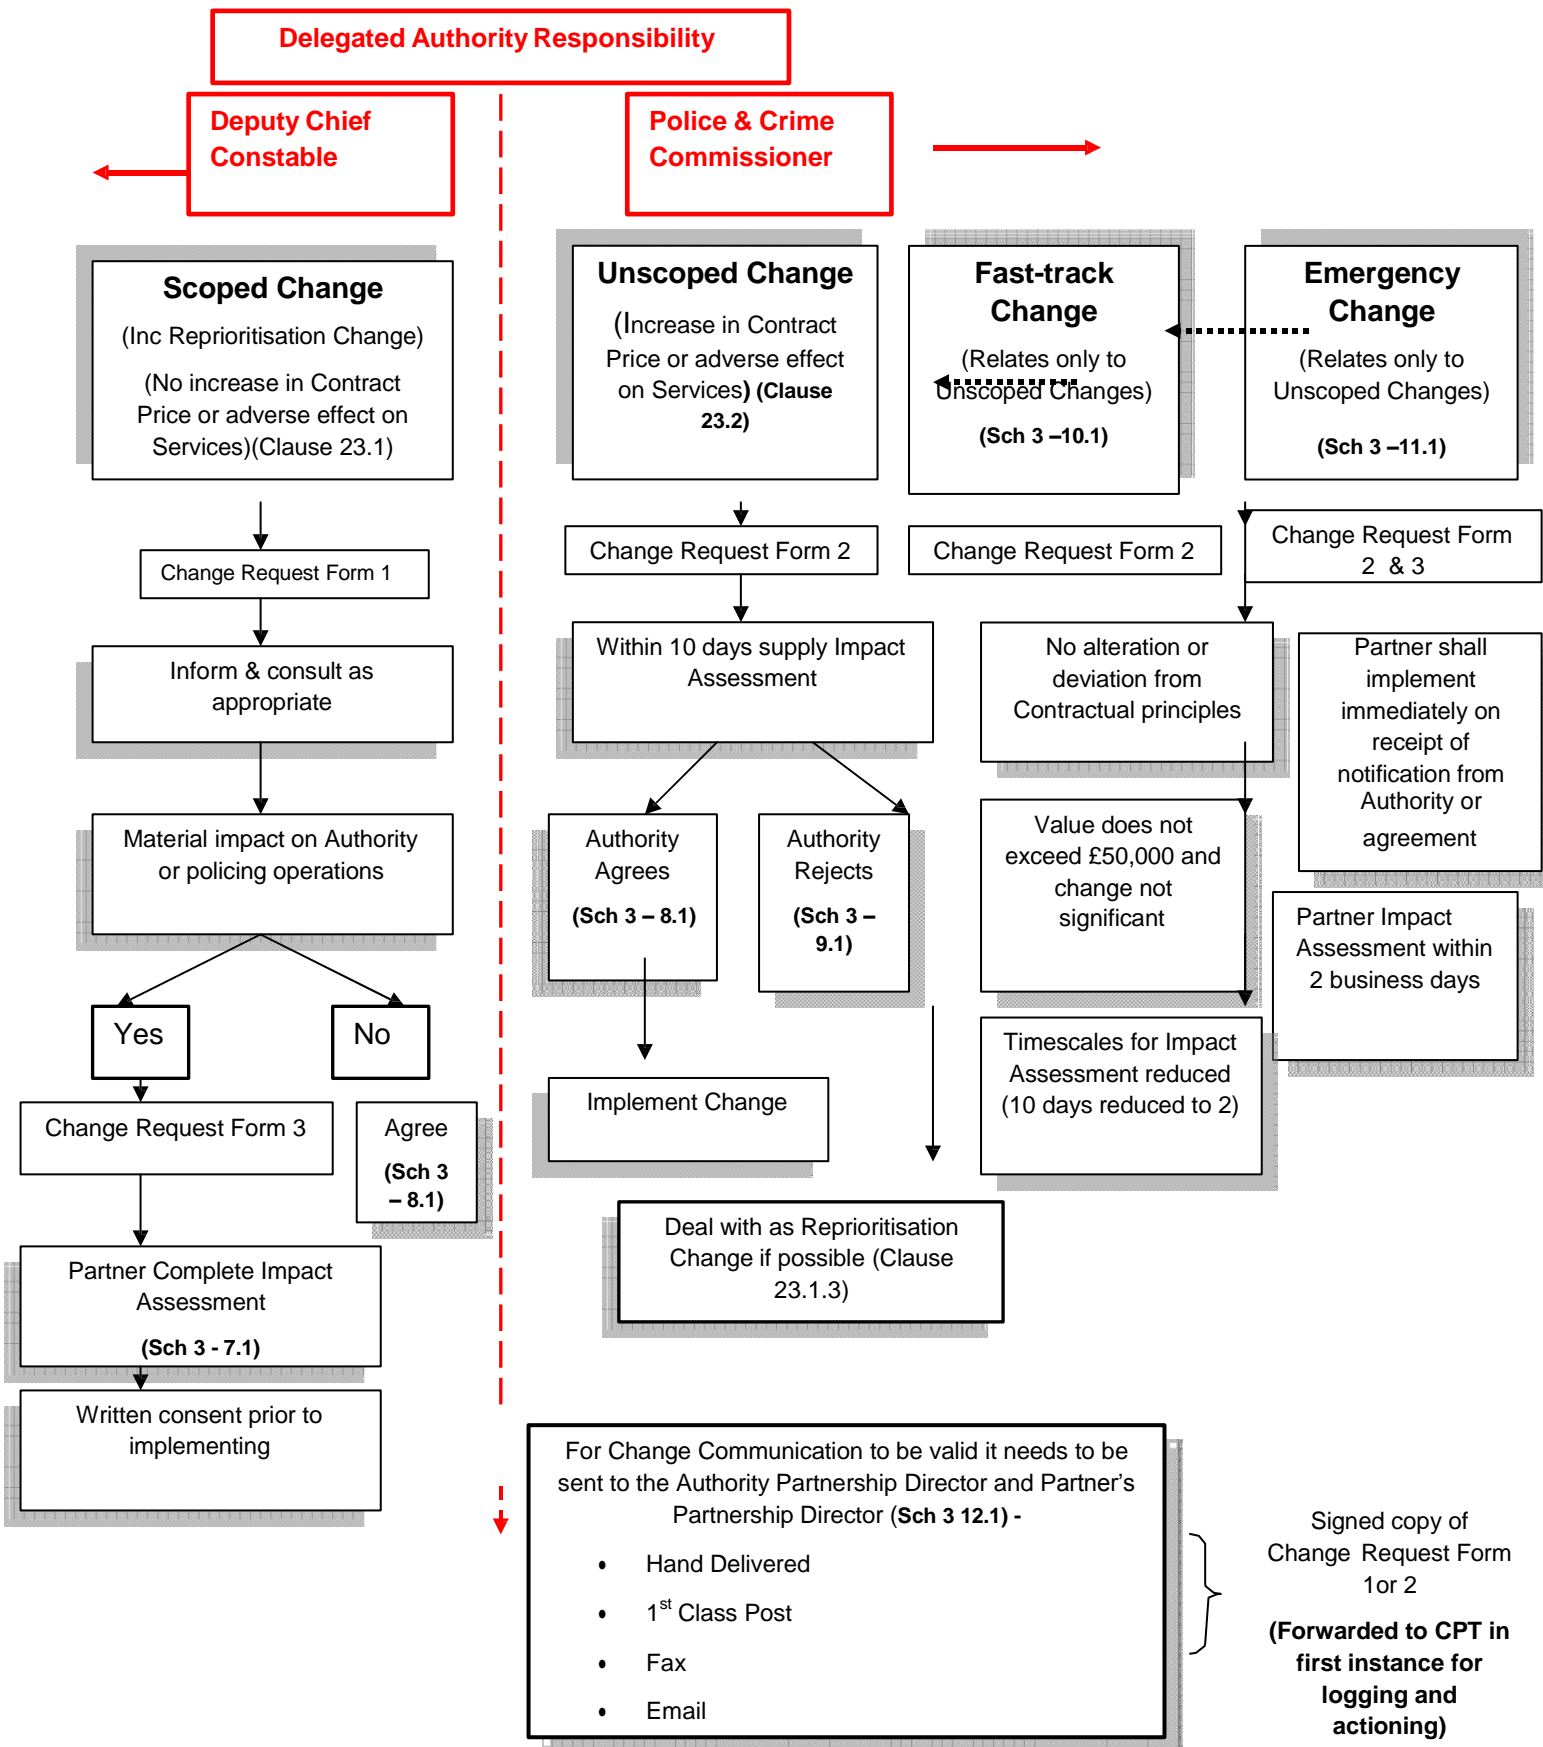 Delegated Authority Responsibility
Deputy Chief
Constable
Police & Crime
Commissioner
Scoped Change
(Inc Reprioritisation Change)
(No increase in Contract
Price or adverse effect on
Services)(Clause 23.1)
Change Request Form 1
Inform & consult as
appropriate
Material impact on Authority
or policing operations
Yes
No
Change Request Form 3
Agree
(Sch 3
– 8.1)
Partner Complete Impact
Assessment
(Sch 3 - 7.1)
Written consent prior to
implementing
Unscoped Change
(Increase in Contract
Price or adverse effect
on Services) (Clause
23.2)
Change Request Form 2
Within 10 days supply Impact
Assessment
Authority
Agrees
(Sch 3 – 8.1)
Authority
Rejects
(Sch 3 –
9.1)
Implement Change
Deal with as Reprioritisation
Change if possible (Clause
23.1.3)
Fast-track
Change
(Relates only to
Unscoped Changes)
(Sch 3 –10.1)
Change Request Form 2
No alteration or
deviation from
Contractual principles
Value does not
exceed £50,000 and
change not
significant
Timescales for Impact
Assessment reduced
(10 days reduced to 2)
Emergency
Change
(Relates only to
Unscoped Changes)
(Sch 3 –11.1)
Change Request Form
2 & 3
Partner shall
implement
immediately on
receipt of
notification from
Authority or
agreement
Partner Impact
Assessment within
2 business days
For Change Communication to be valid it needs to be
sent to the Authority Partnership Director and Partner's
Partnership Director (Sch 3 12.1) -
• Hand Delivered
• 1st Class Post
• Fax
• Email
Signed copy of
Change Request Form
1or 2
(Forwarded to CPT in
first instance for
logging and
actioning)